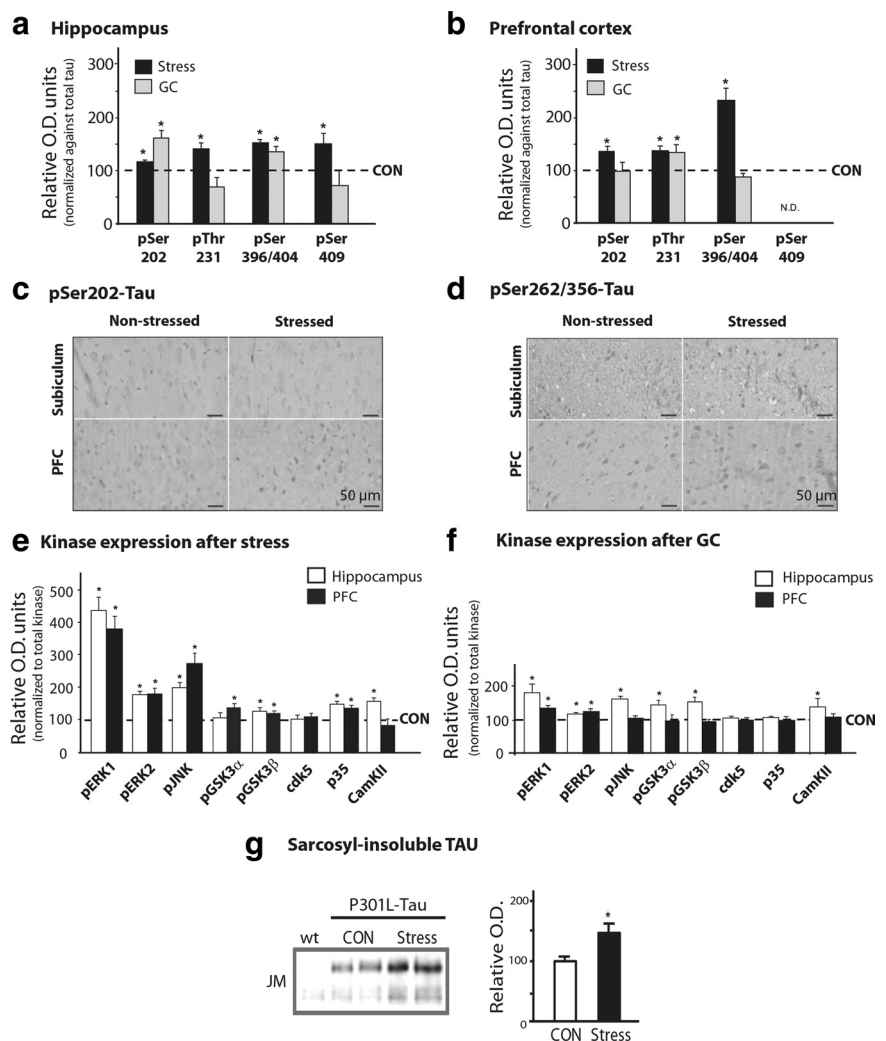 a Hippocampus
Relative O.D. units
(normalized against total tau)
300
200
100
0
Stress
GC
* * * * * *
CON
pSer 202
pThr 231
pSer 396/404
pSer 409
b Prefrontal cortex
Relative O.D. units
(normalized against total tau)
300
200
100
0
Stress
GC
* * * *
CON
N.D.
pSer 202
pThr 231
pSer 396/404
pSer 409
c pSer202-Tau
Non-stressed
Stressed
Subiculum
PFC
50 µm
d pSer262/356-Tau
Non-stressed
Stressed
Subiculum
PFC
50 µm
e Kinase expression after stress
Relative O.D. units
(normalized to total kinase)
500
400
300
200
100
0
Hippocampus
PFC
* * * * * * * * * * * *
CON
pERK1
pERK2
pJNK
pGSK3α
pGSK3β
cdk5
p35
CamKII
f Kinase expression after GC
Relative O.D. units
(normalized to total kinase)
400
300
200
100
0
Hippocampus
PFC
* * * * * * * *
CON
pERK1
pERK2
pJNK
pGSK3α
pGSK3β
cdk5
p35
CamKII
g Sarcosyl-insoluble TAU
P301L-Tau
wt CON Stress
JM
Relative O.D.
200
100
0
*
CON Stress